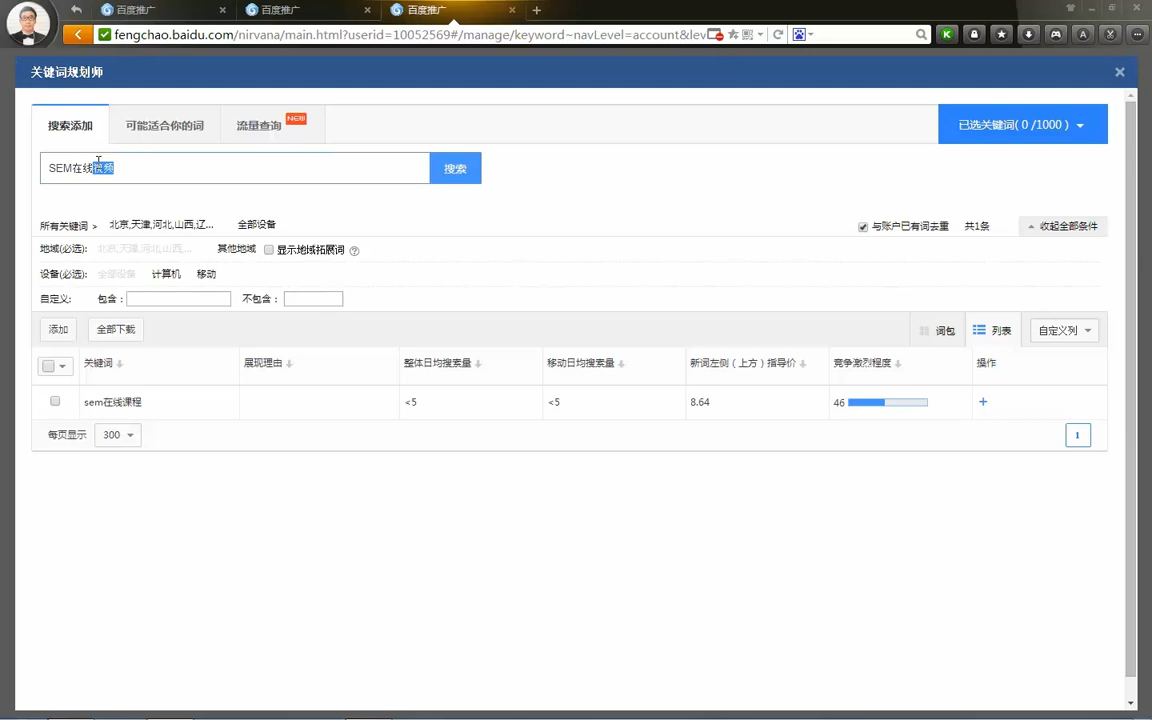 百度推广
百度推广
百度推广
fengchao.baidu.com/nirvana/main.html?userid=10052569#/manage/keyword~navLevel=account&lev
关键词规划师
搜索添加 可能适合你的词 流量查询 NEW 已选关键词( 0 /1000 )
SEM在线视频 搜索
所有关键词 > 北京,天津,河北,山西,辽... 全部设备 与账户已有词去重 共1条 收起全部条件
地域(必选): 北京,天津,河北,山西,... 其他地域 显示地域拓展词 ?
设备(必选): 全部设备 计算机 移动
自定义: 包含: 不包含:
添加 全部下载 词包 列表 自定义列
关键词 展现理由 整体日均搜索量 移动日均搜索量 新词左侧(上方)指导价 竞争激烈程度 操作
sem在线课程 <5 <5 8.64 46 +
每页显示 300 1